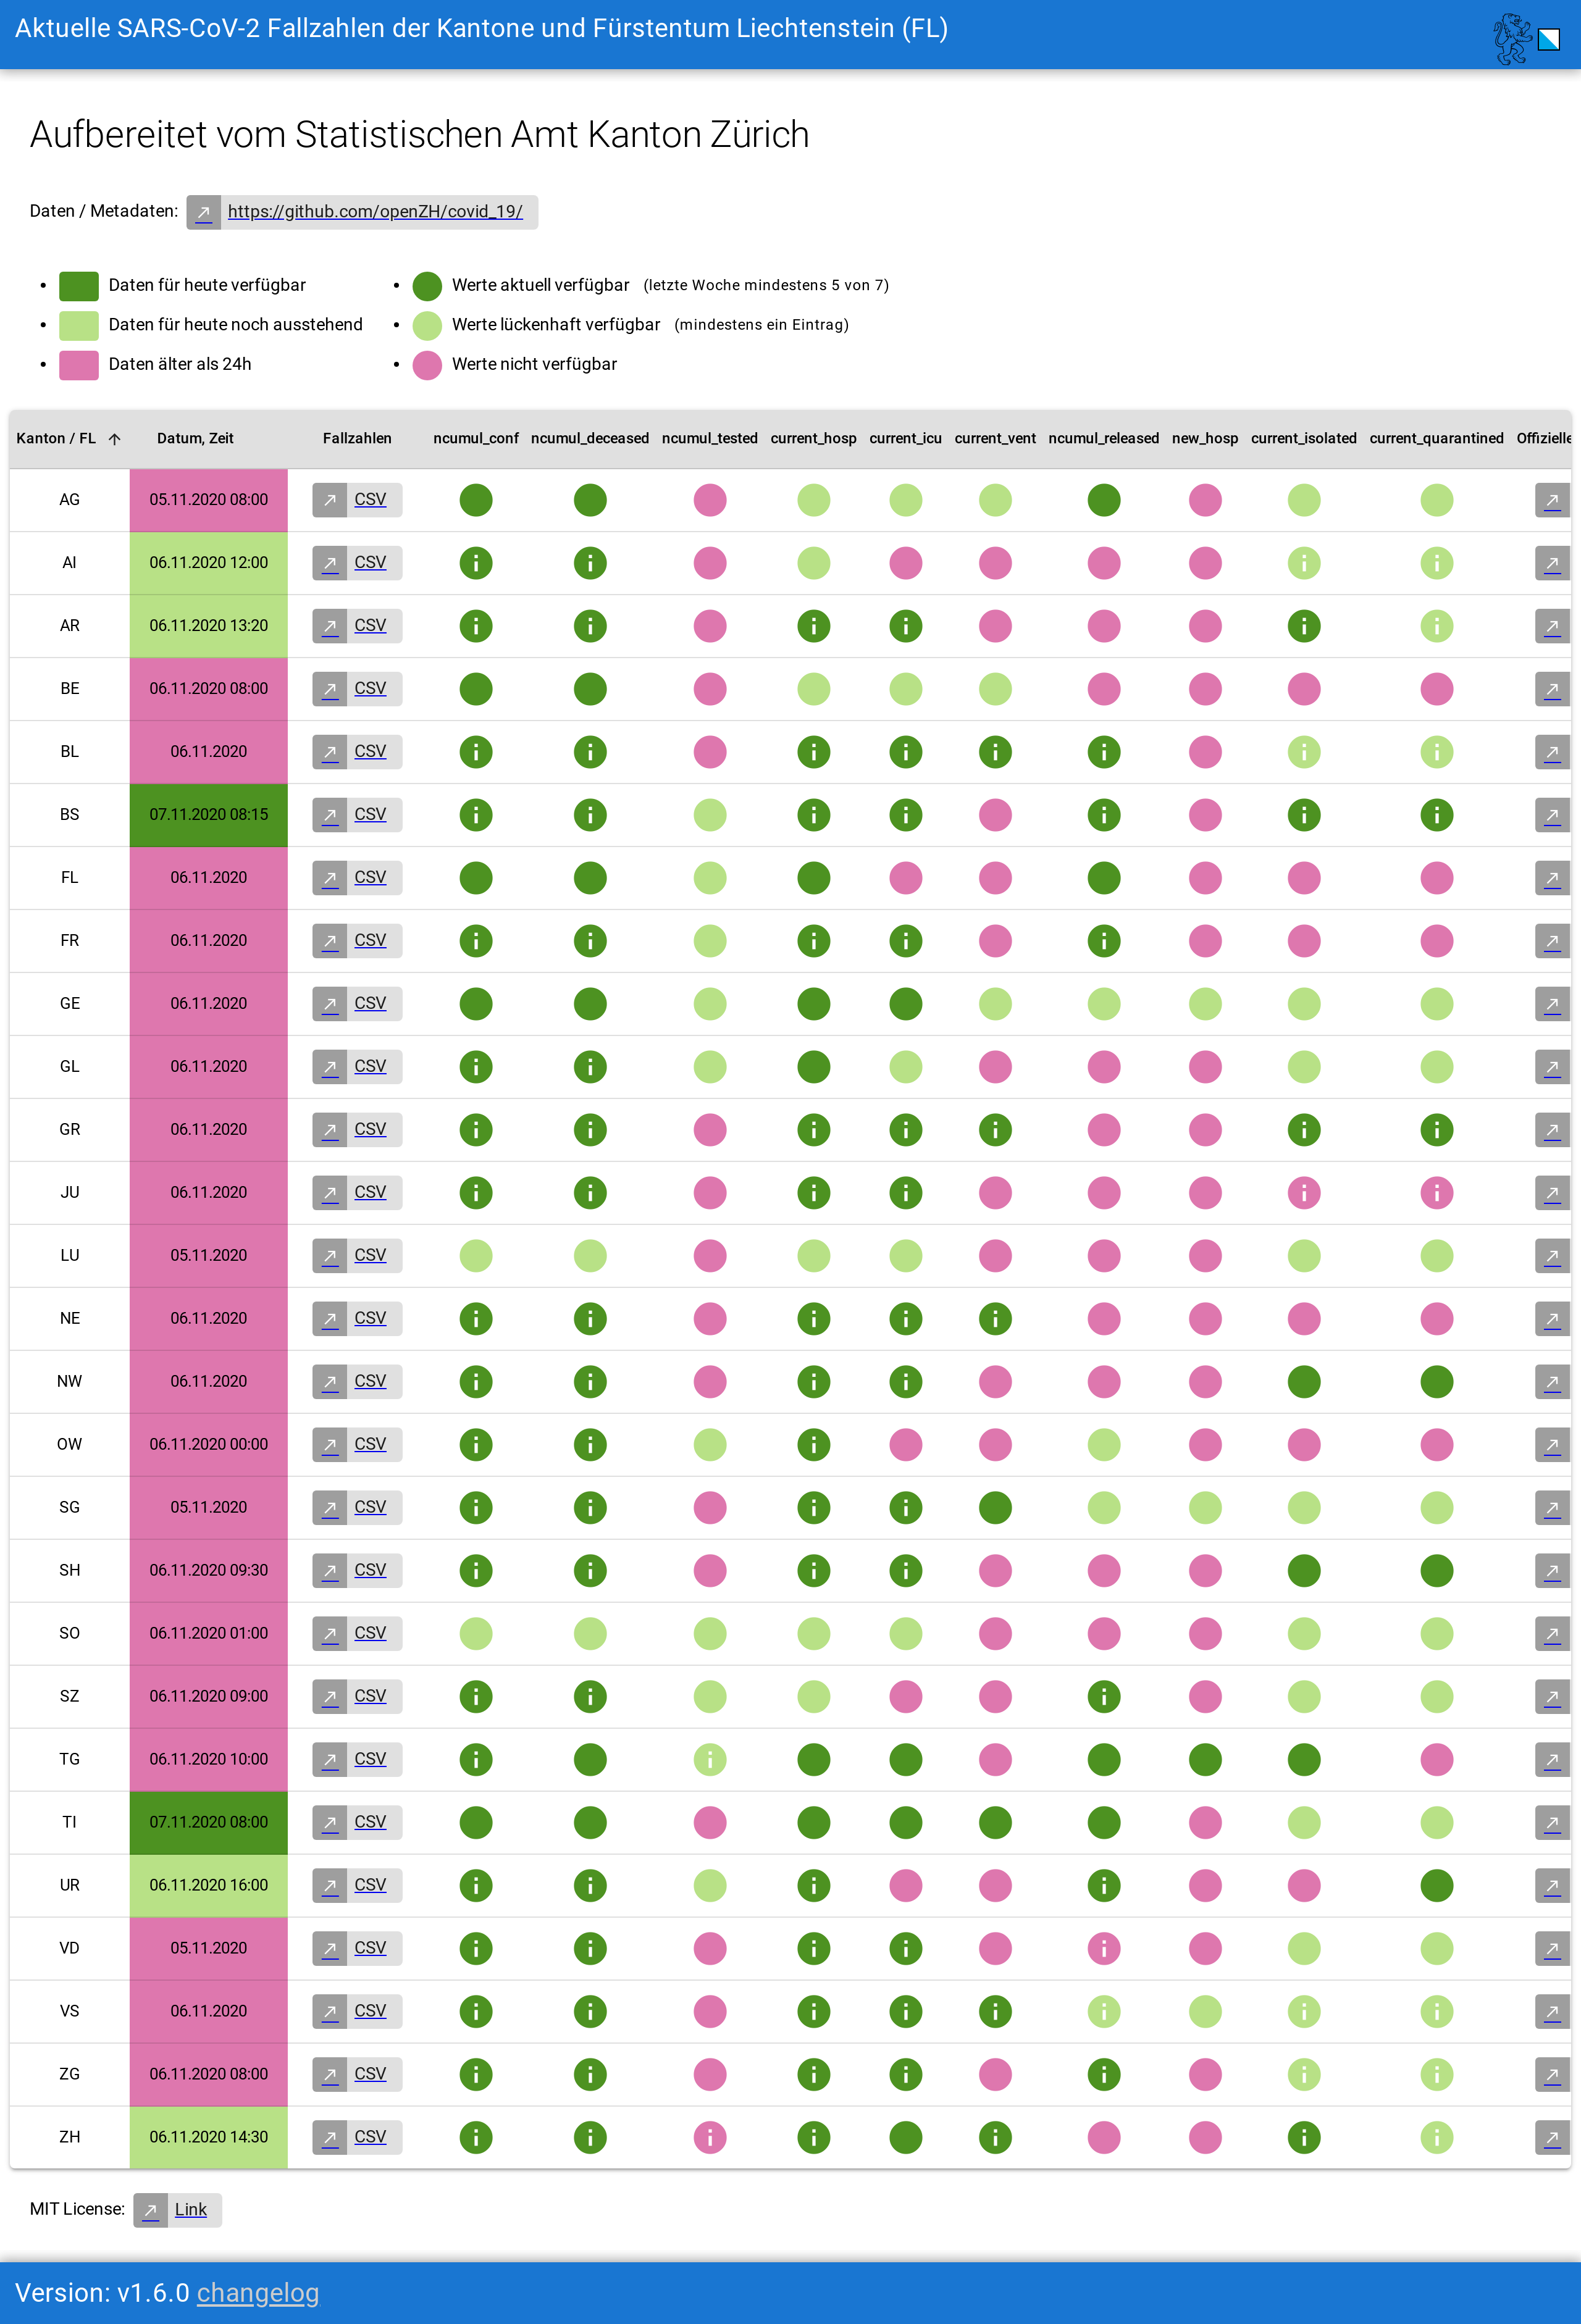 Aktuelle SARS-CoV-2 Fallzahlen der Kantone und Fürstentum Liechtenstein (FL)
Aufbereitet vom Statistischen Amt Kanton Zürich
Daten / Metadaten: https://github.com/openZH/covid_19/
Daten für heute verfügbar
Daten für heute noch ausstehend
Daten älter als 24h
Werte aktuell verfügbar (letzte Woche mindestens 5 von 7)
Werte lückenhaft verfügbar (mindestens ein Eintrag)
Werte nicht verfügbar
Kanton / FL Datum, Zeit Fallzahlen ncumul_conf ncumul_deceased ncumul_tested current_hosp current_icu current_vent ncumul_released new_hosp current_isolated current_quarantined Offizielle
AG 05.11.2020 08:00 CSV
AI 06.11.2020 12:00 CSV
AR 06.11.2020 13:20 CSV
BE 06.11.2020 08:00 CSV
BL 06.11.2020 CSV
BS 07.11.2020 08:15 CSV
FL 06.11.2020 CSV
FR 06.11.2020 CSV
GE 06.11.2020 CSV
GL 06.11.2020 CSV
GR 06.11.2020 CSV
JU 06.11.2020 CSV
LU 05.11.2020 CSV
NE 06.11.2020 CSV
NW 06.11.2020 CSV
OW 06.11.2020 00:00 CSV
SG 05.11.2020 CSV
SH 06.11.2020 09:30 CSV
SO 06.11.2020 01:00 CSV
SZ 06.11.2020 09:00 CSV
TG 06.11.2020 10:00 CSV
TI 07.11.2020 08:00 CSV
UR 06.11.2020 16:00 CSV
VD 05.11.2020 CSV
VS 06.11.2020 CSV
ZG 06.11.2020 08:00 CSV
ZH 06.11.2020 14:30 CSV
MIT License: Link
Version: v1.6.0 changelog